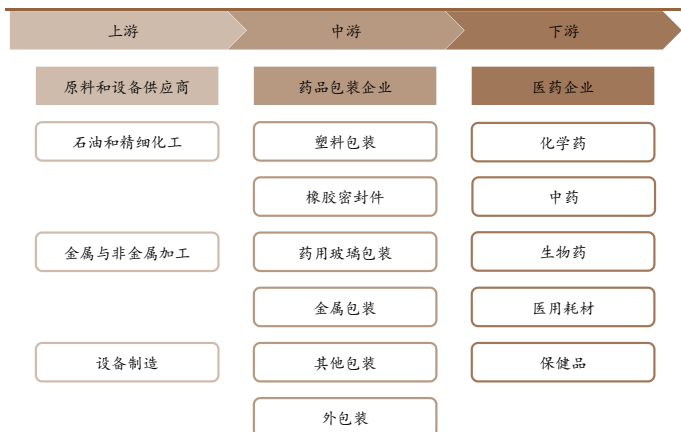 上游
中游
下游
原料和设备供应商
药品包装企业
医药企业
石油和精细化工
塑料包装
化学药
橡胶密封件
中药
金属与非金属加工
药用玻璃包装
生物药
金属包装
医用耗材
设备制造
其他包装
保健品
外包装